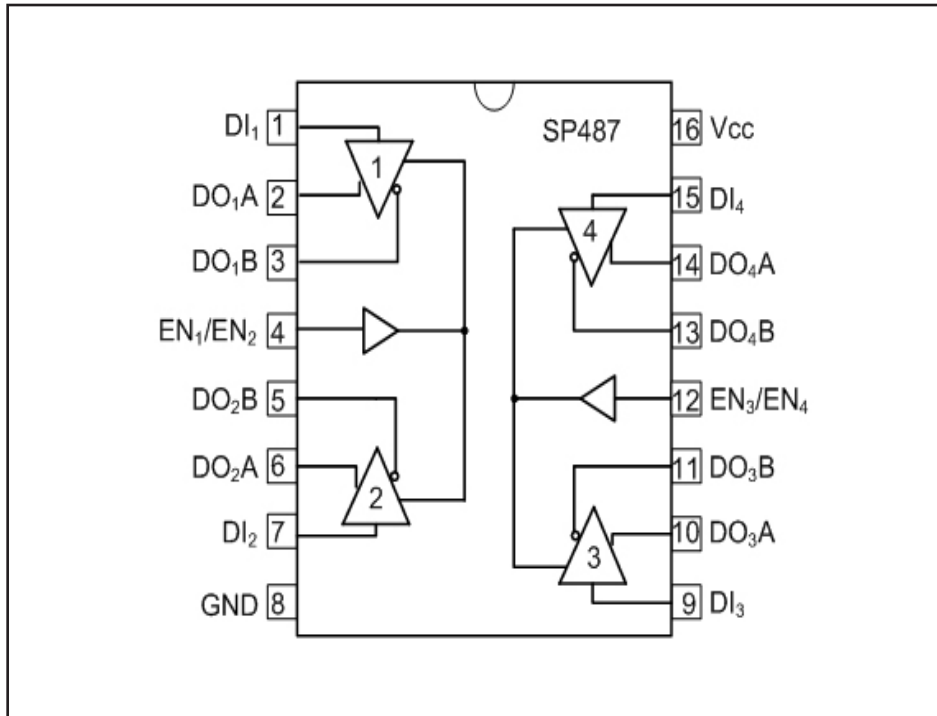 SP487
DI₁ 1
DO₁A 2
DO₁B 3
EN₁/EN₂ 4
DO₂B 5
DO₂A 6
DI₂ 7
GND 8
1
2
4
3
16 Vcc
15 DI₄
14 DO₄A
13 DO₄B
12 EN₃/EN₄
11 DO₃B
10 DO₃A
9 DI₃